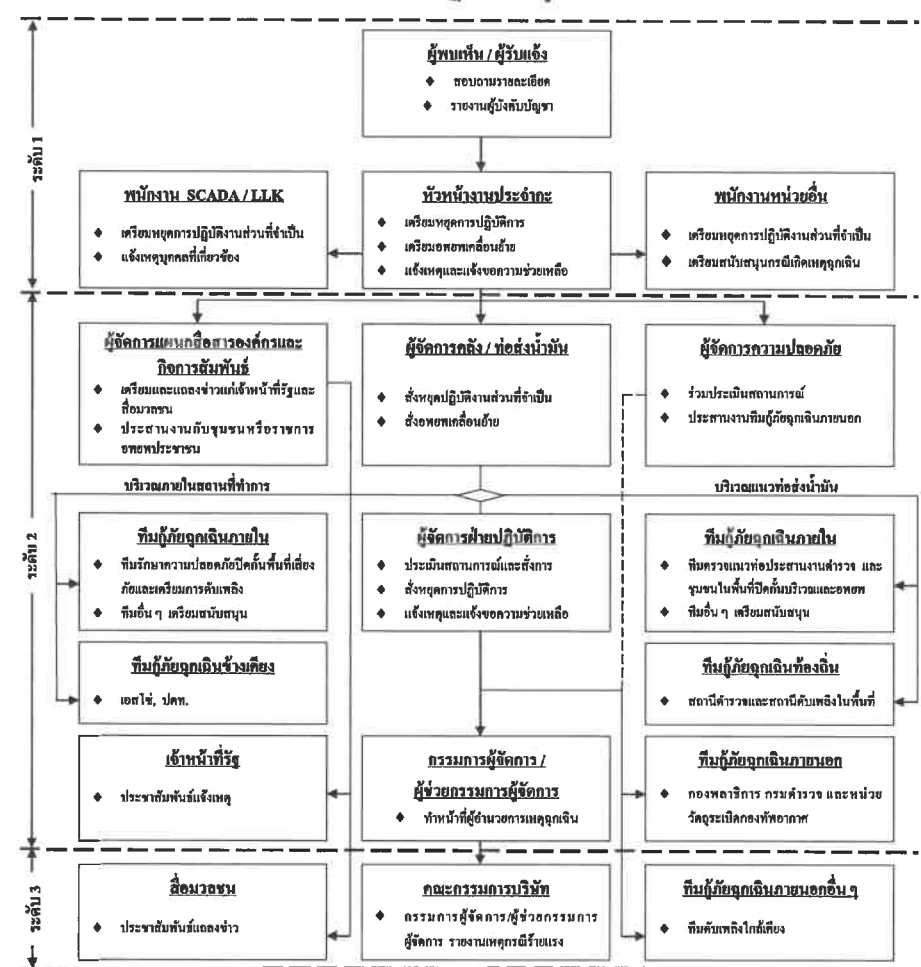 ระดับ 1
ผู้พบเห็น / ผู้รับแจ้ง
♦ สอบถามรายละเอียด
♦ รายงานผู้บังคับบัญชา
พนักงาน SCADA / LLK
♦ เตรียมหยุดการปฏิบัติงานส่วนที่จำเป็น
♦ แจ้งเหตุบุคคลที่เกี่ยวข้อง
หัวหน้างานประจำกะ
♦ เตรียมหยุดการปฏิบัติการ
♦ เตรียมอพยพเคลื่อนย้าย
♦ แจ้งเหตุและแจ้งขอความช่วยเหลือ
พนักงานหน่วยอื่น
♦ เตรียมหยุดการปฏิบัติงานส่วนที่จำเป็น
♦ เตรียมสนับสนุนกรณีเกิดเหตุฉุกเฉิน
ระดับ 2
ผู้จัดการแผนกสื่อสารองค์กรและ
กิจการสัมพันธ์
♦ เตรียมและแถลงข่าวแก่เจ้าหน้าที่รัฐและ
สื่อมวลชน
♦ ประสานงานกับชุมชนหรือราชการ
อพยพประชาชน
ผู้จัดการคลัง / ท่อส่งน้ำมัน
♦ สั่งหยุดปฏิบัติงานส่วนที่จำเป็น
♦ สั่งอพยพเคลื่อนย้าย
ผู้จัดการความปลอดภัย
♦ ร่วมประเมินสถานการณ์
♦ ประสานงานทีมกู้ภัยฉุกเฉินภายนอก
บริเวณภายในสถานที่ทำการ
บริเวณแนวท่อส่งน้ำมัน
ทีมกู้ภัยฉุกเฉินภายใน
♦ ทีมรักษาความปลอดภัยปิดกั้นพื้นที่เสี่ยง
ภัยและเตรียมการดับเพลิง
♦ ทีมอื่น ๆ เตรียมสนับสนุน
ผู้จัดการฝ่ายปฏิบัติการ
♦ ประเมินสถานการณ์และสั่งการ
♦ สั่งหยุดการปฏิบัติการ
♦ แจ้งเหตุและแจ้งขอความช่วยเหลือ
ทีมกู้ภัยฉุกเฉินภายใน
♦ ทีมตรวจแนวท่อประสานงานตำรวจ และ
ชุมชนในพื้นที่ปิดกั้นบริเวณและอพยพ
♦ ทีมอื่น ๆ เตรียมสนับสนุน
ทีมกู้ภัยฉุกเฉินข้างเคียง
♦ เอสโซ่, ปตท.
ทีมกู้ภัยฉุกเฉินท้องถิ่น
♦ สถานีตำรวจและสถานีดับเพลิงในพื้นที่
เจ้าหน้าที่รัฐ
♦ ประชาสัมพันธ์แจ้งเหตุ
กรรมการผู้จัดการ /
ผู้ช่วยกรรมการผู้จัดการ
♦ ทำหน้าที่ผู้อำนวยการเหตุฉุกเฉิน
ทีมกู้ภัยฉุกเฉินภายนอก
♦ กองพลาธิการ กรมตำรวจ และหน่วย
วัตถุระเบิดกองทัพอากาศ
ระดับ 3
สื่อมวลชน
♦ ประชาสัมพันธ์แถลงข่าว
คณะกรรมการบริษัท
♦ กรรมการผู้จัดการ/ผู้ช่วยกรรมการ
ผู้จัดการ รายงานเหตุกรณีร้ายแรง
ทีมกู้ภัยฉุกเฉินภายนอกอื่น ๆ
♦ ทีมดับเพลิงใกล้เคียง